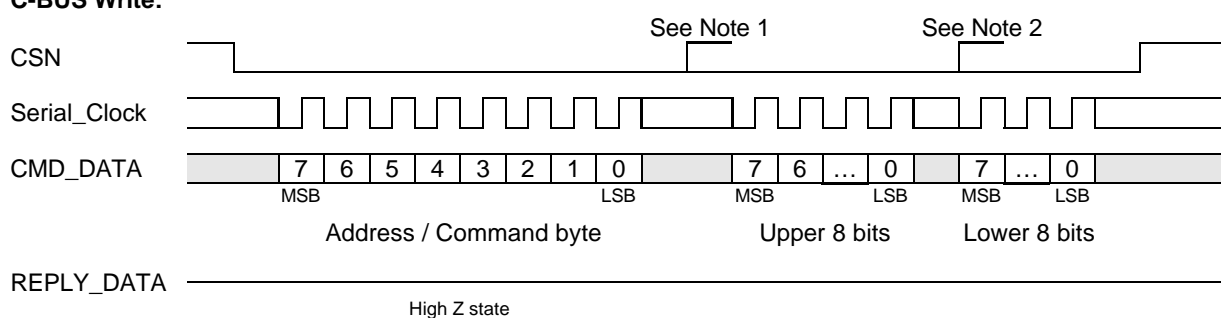 C-BUS Write:
See Note 1 See Note 2
CSN
Serial_Clock
CMD_DATA 7 6 5 4 3 2 1 0 7 6 … 0 7 … 0
MSB LSB MSB LSB MSB LSB
Address / Command byte Upper 8 bits Lower 8 bits
REPLY_DATA
High Z state